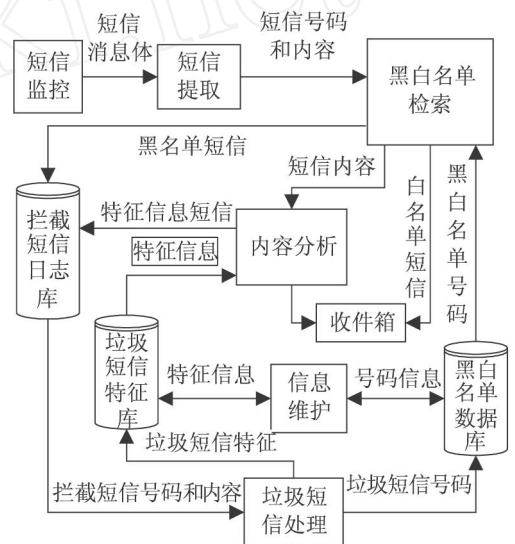 短信
消息体
短信号码
和内容
短信
监控
短信
提取
黑白名单
检索
黑名单短信
短信内容
白名单短信
黑白名单号码
拦截
短信
日志
库
特征信息短信
特征信息
内容分析
收件箱
垃圾
短信
特征
库
特征信息
信息
维护
号码信息
黑白
名单
数据
库
垃圾短信特征
拦截短信号码和内容
垃圾短
信处理
垃圾短信号码